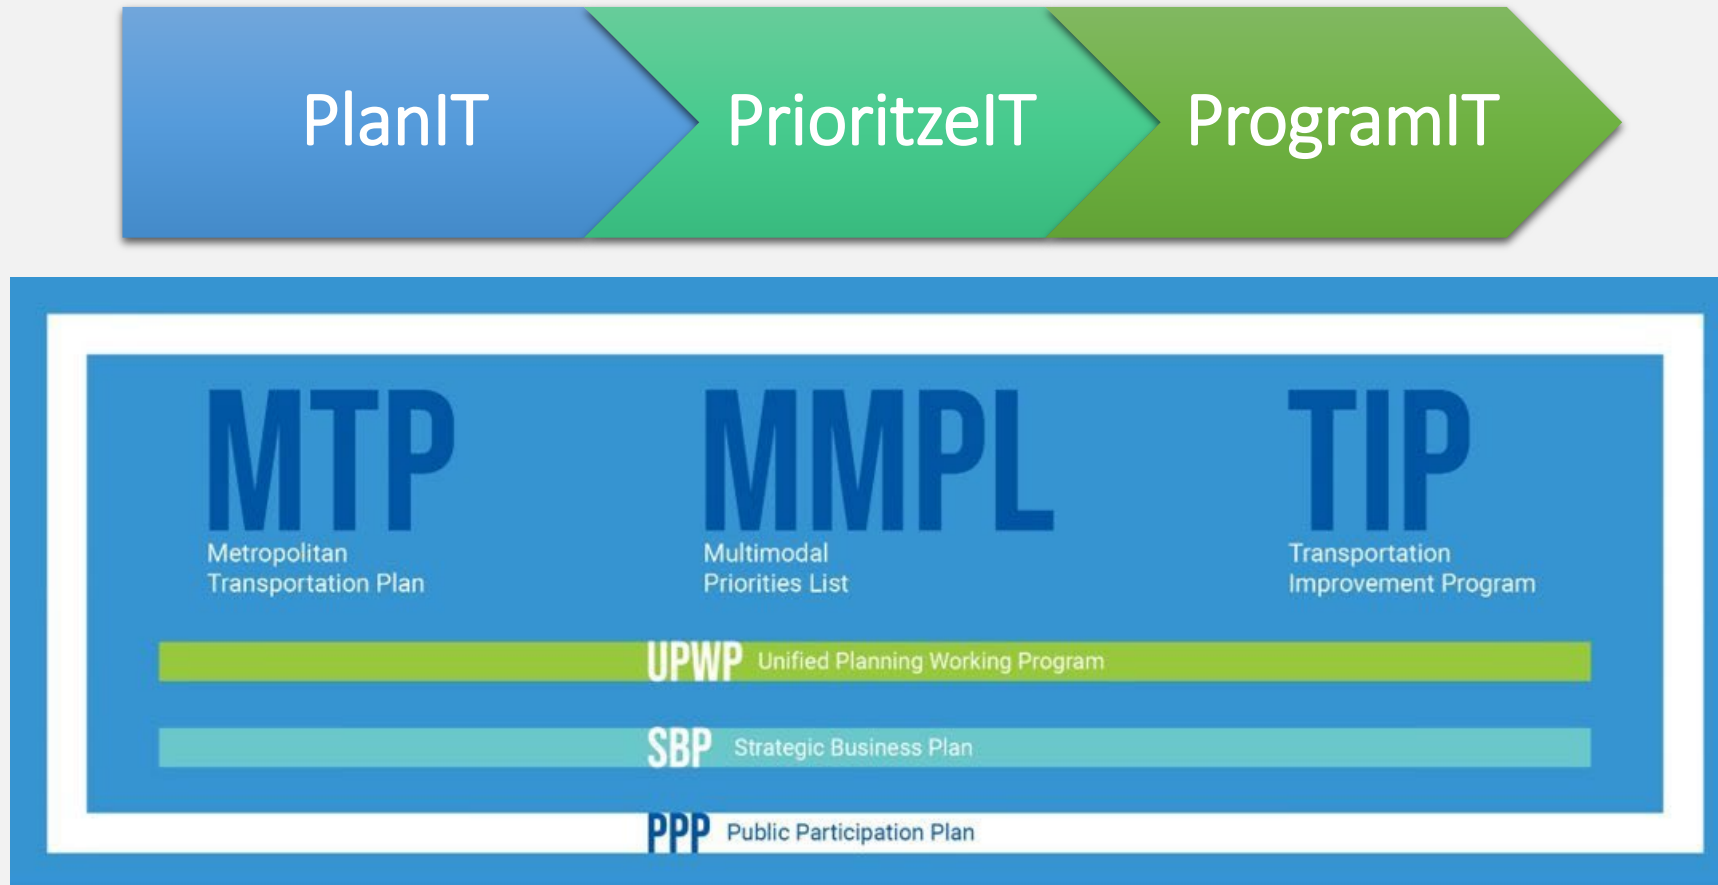 PlanIT
PrioritzeIT
ProgramIT
MTP
Metropolitan
Transportation Plan
MMPL
Multimodal
Priorities List
TIP
Transportation
Improvement Program
UPWP Unified Planning Working Program
SBP Strategic Business Plan
PPP Public Participation Plan